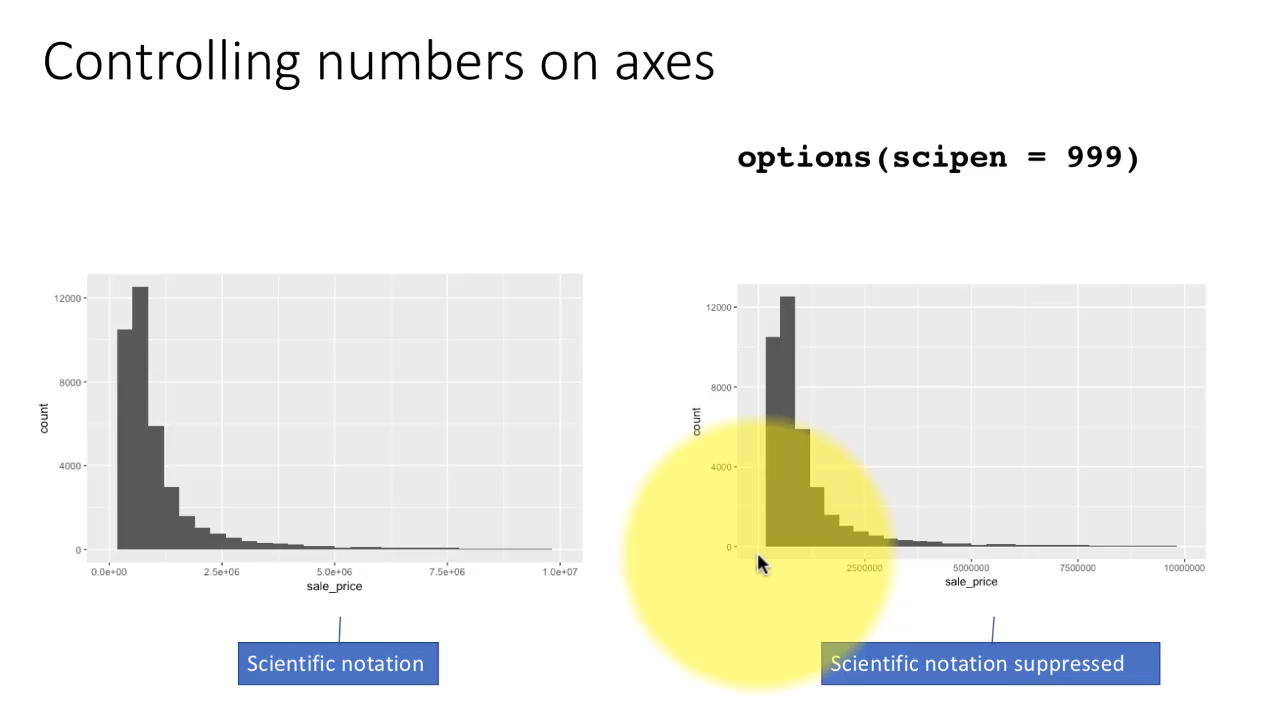 Controlling numbers on axes
options(scipen = 999)
12000
8000
4000
0
count
0.0e+00 2.5e+06 5.0e+06 7.5e+06 1.0e+07
sale_price
Scientific notation
12000
8000
4000
0
count
2500000 5000000 7500000 10000000
sale_price
Scientific notation suppressed